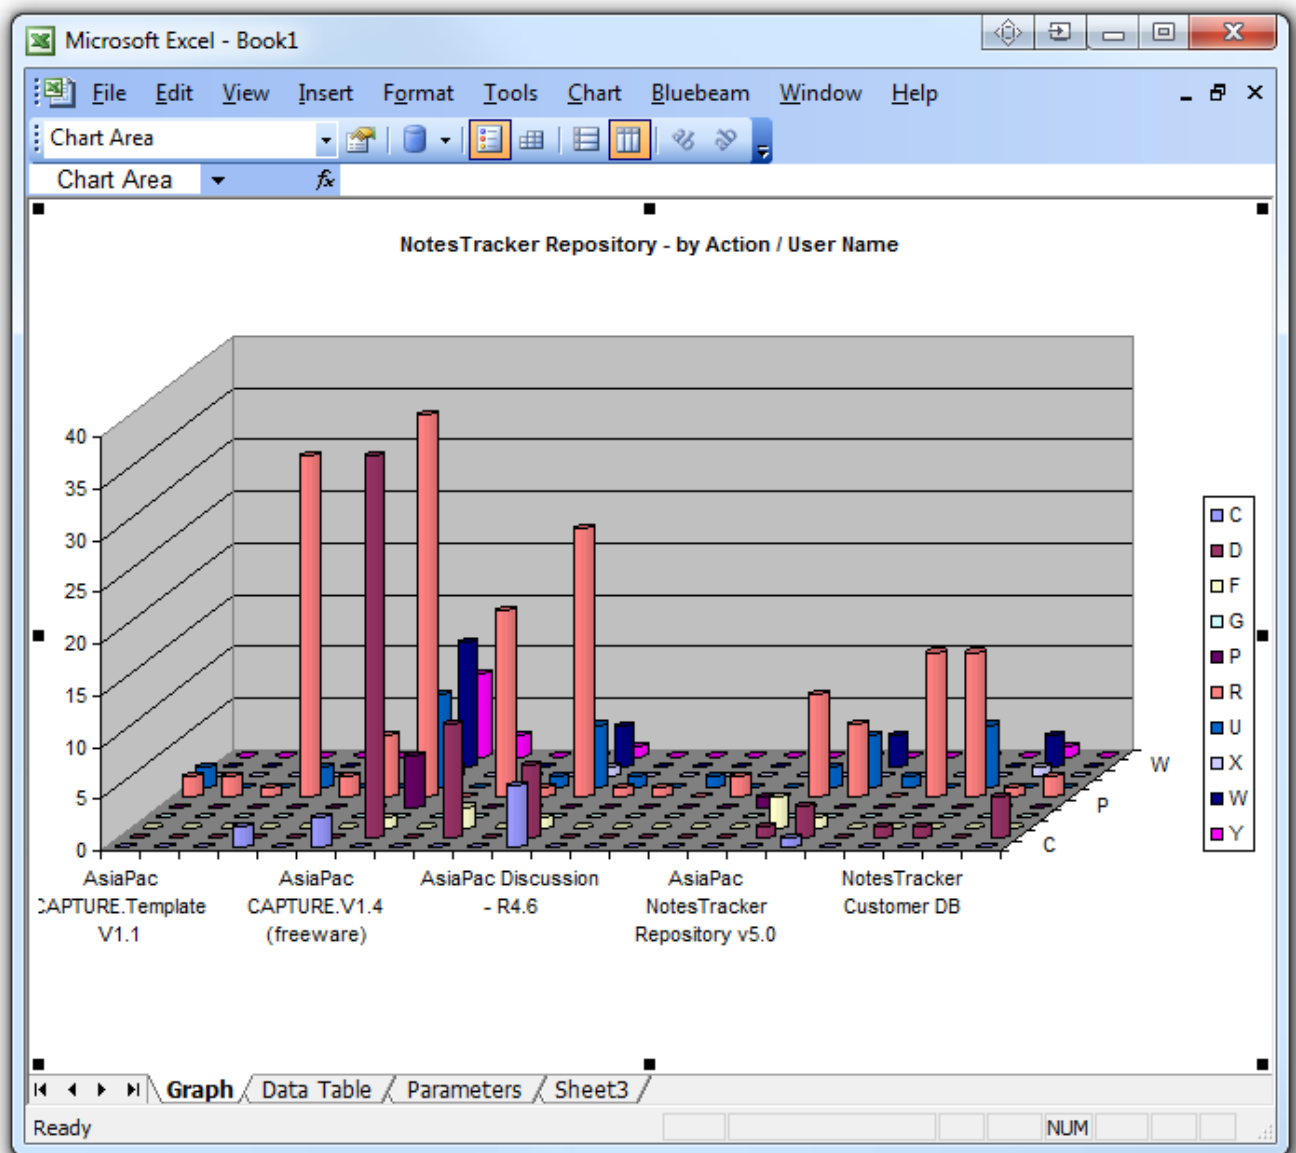 Microsoft Excel - Book1
File Edit View Insert Format Tools Chart Bluebeam Window Help
Chart Area
Chart Area fx
NotesTracker Repository - by Action / User Name
40
35
30
25
20
15
10
5
0
W
P
C
C
D
F
G
P
R
U
X
W
Y
AsiaPac
CAPTURE.Template
V1.1
AsiaPac
CAPTURE.V1.4
(freeware)
AsiaPac Discussion
- R4.6
AsiaPac
NotesTracker
Repository v5.0
NotesTracker
Customer DB
Graph Data Table Parameters Sheet3
Ready NUM